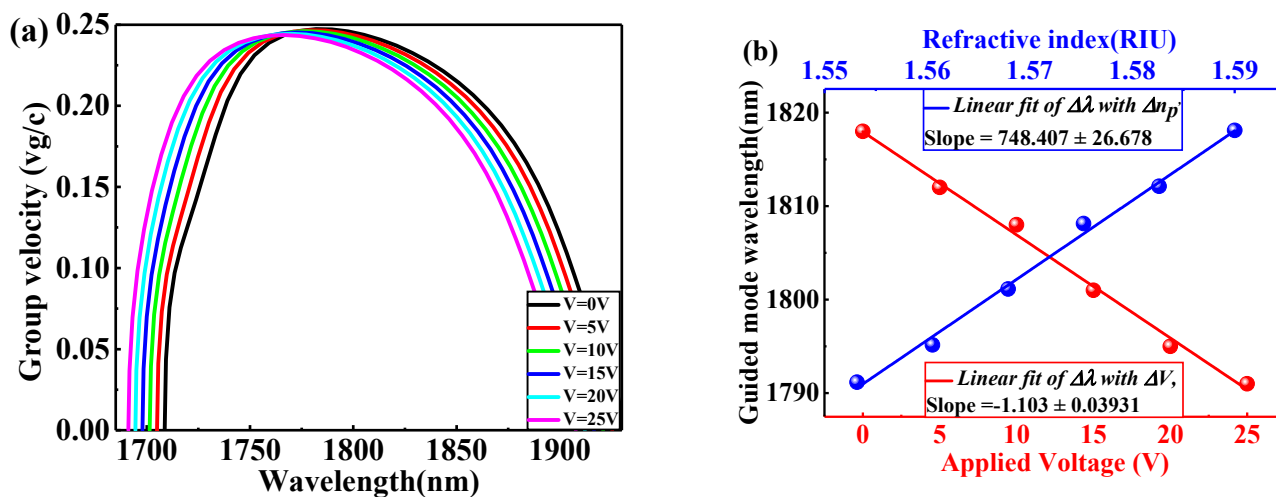 (a)
Group velocity (vg/c)
0.25
0.20
0.15
0.10
0.05
0.00
1700 1750 1800 1850 1900
Wavelength(nm)
V=0V
V=5V
V=10V
V=15V
V=20V
V=25V
(b)
Refractive index(RIU)
1.55 1.56 1.57 1.58 1.59
Guided mode wavelength(nm)
1820
1810
1800
1790
Linear fit of Δλ with Δnp
Slope = 748.407 ± 26.678
Linear fit of Δλ with ΔV,
Slope =-1.103 ± 0.03931
0 5 10 15 20 25
Applied Voltage (V)